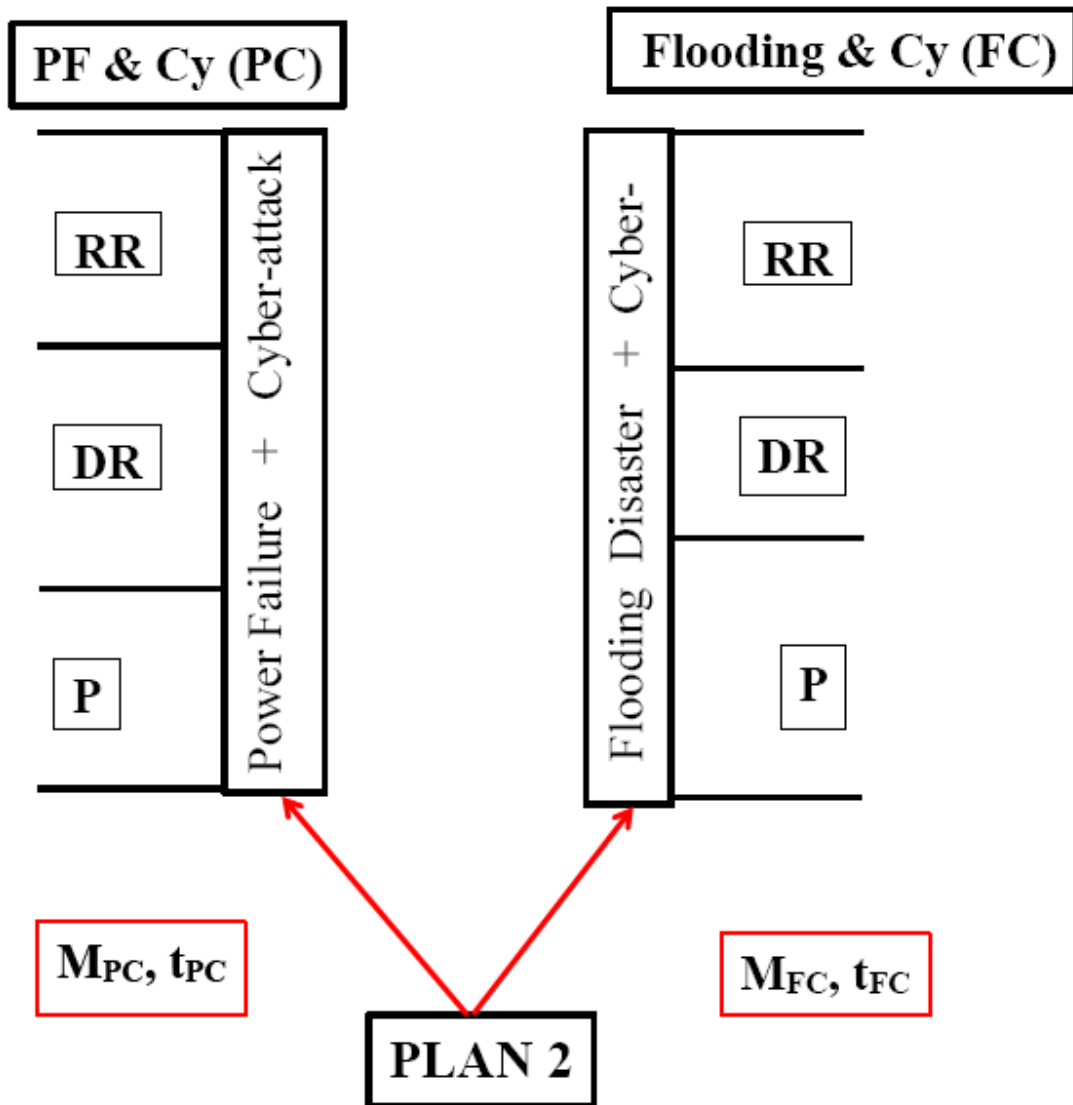 PF & Cy (PC)
Flooding & Cy (FC)
Power Failure + Cyber-attack
Flooding Disaster + Cyber-
RR
RR
DR
DR
P
P
MPC, tPC
MFC, tFC
PLAN 2